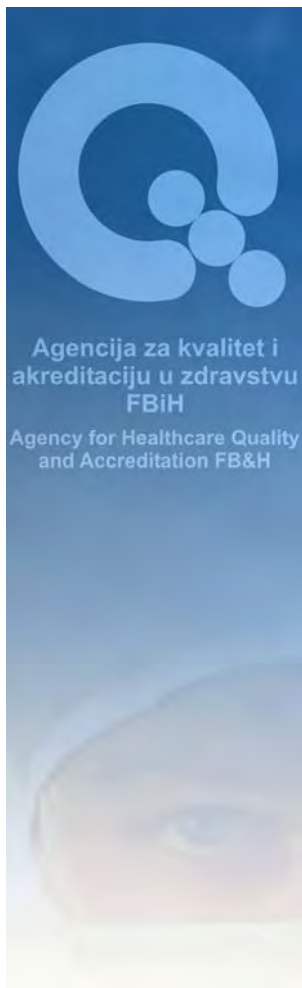 Agencija za kvalitet i
akreditaciju u zdravstvu
FBiH
Agency for Healthcare Quality
and Accreditation FB&H